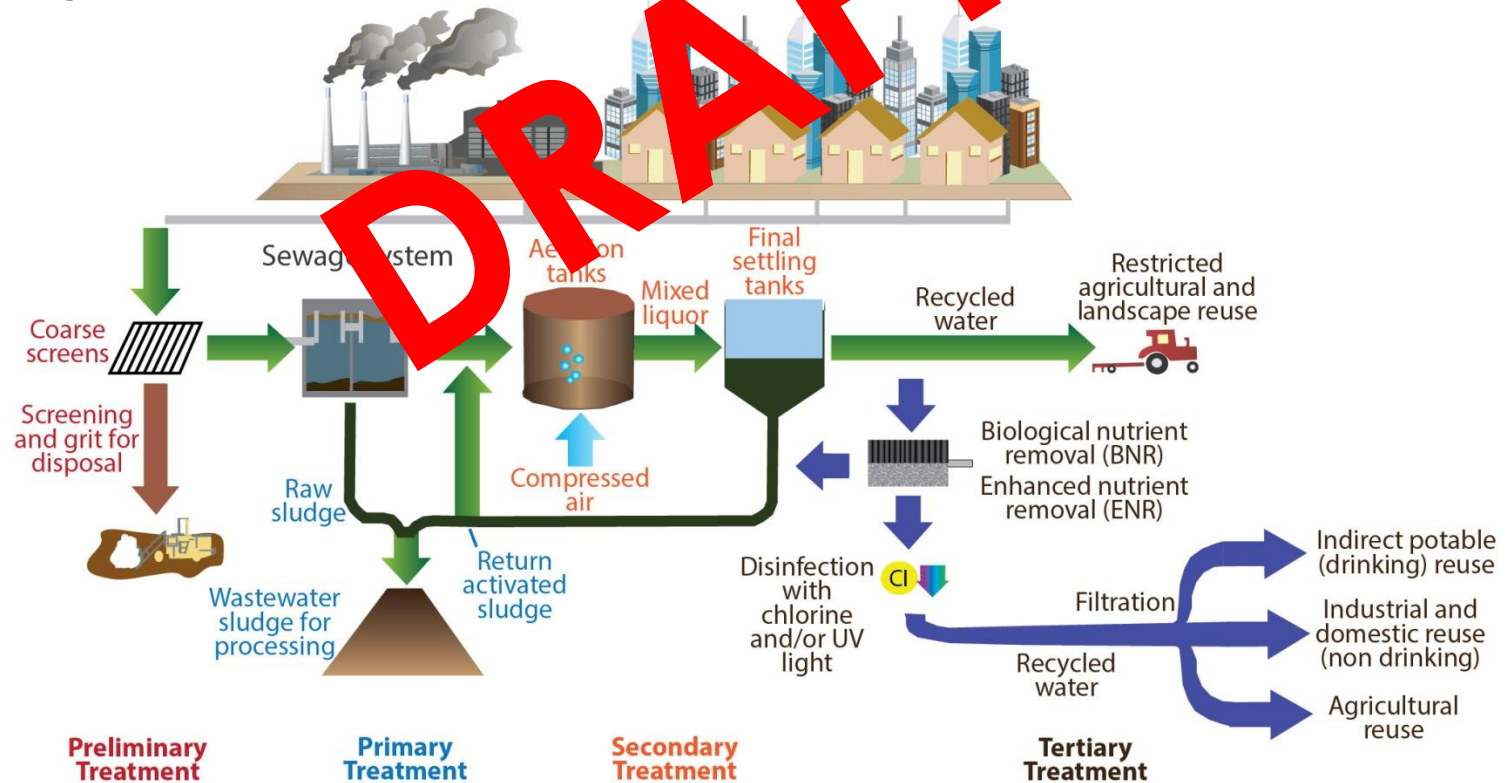 DRAF
Sewag
ystem
Ae
ion
tanks
Final
settling
tanks
Mixed
liquor
Recycled
water
Restricted
agricultural and
landscape reuse
Coarse
screens
Screening
and grit for
disposal
Raw
sludge
Compressed
air
Return
activated
sludge
Wastewater
sludge for
processing
Biological nutrient
removal (BNR)
Enhanced nutrient
removal (ENR)
Disinfection
with
chlorine
and/or UV
light
Cl
Filtration
Recycled
water
Indirect potable
(drinking) reuse
Industrial and
domestic reuse
(non drinking)
Agricultural
reuse
Preliminary
Treatment
Primary
Treatment
Secondary
Treatment
Tertiary
Treatment